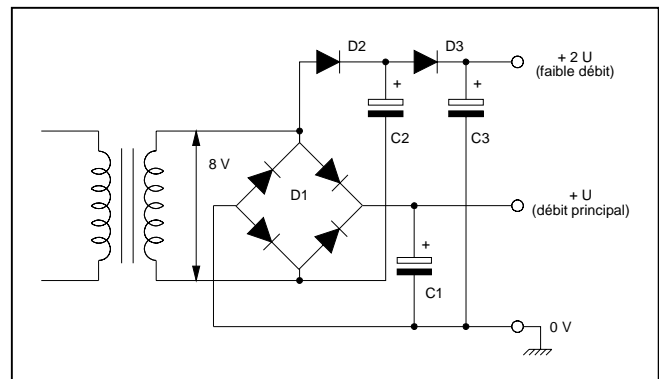 D2
D3
+ 2 U
(faible débit)
+
+
C2
C3
8 V
D1
+ U
(débit principal)
+
C1
0 V